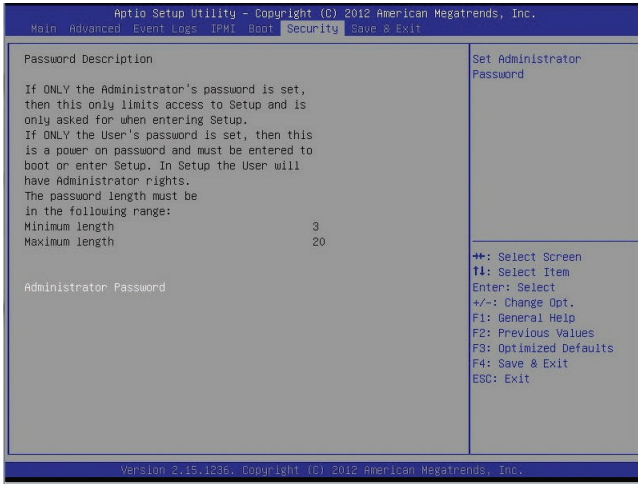 Aptio Setup Utility – Copyright (C) 2012 American Megatrends, Inc.
Main Advanced Event Logs IPMI Boot Security Save & Exit
Password Description
If ONLY the Administrator's password is set,
then this only limits access to Setup and is
only asked for when entering Setup.
If ONLY the User's password is set, then this
is a power on password and must be entered to
boot or enter Setup. In Setup the User will
have Administrator rights.
The password length must be
in the following range:
Minimum length 3
Maximum length 20
Administrator Password
Set Administrator
Password
→←: Select Screen
↑↓: Select Item
Enter: Select
+/-: Change Opt.
F1: General Help
F2: Previous Values
F3: Optimized Defaults
F4: Save & Exit
ESC: Exit
Version 2.15.1236. Copyright (C) 2012 American Megatrends, Inc.